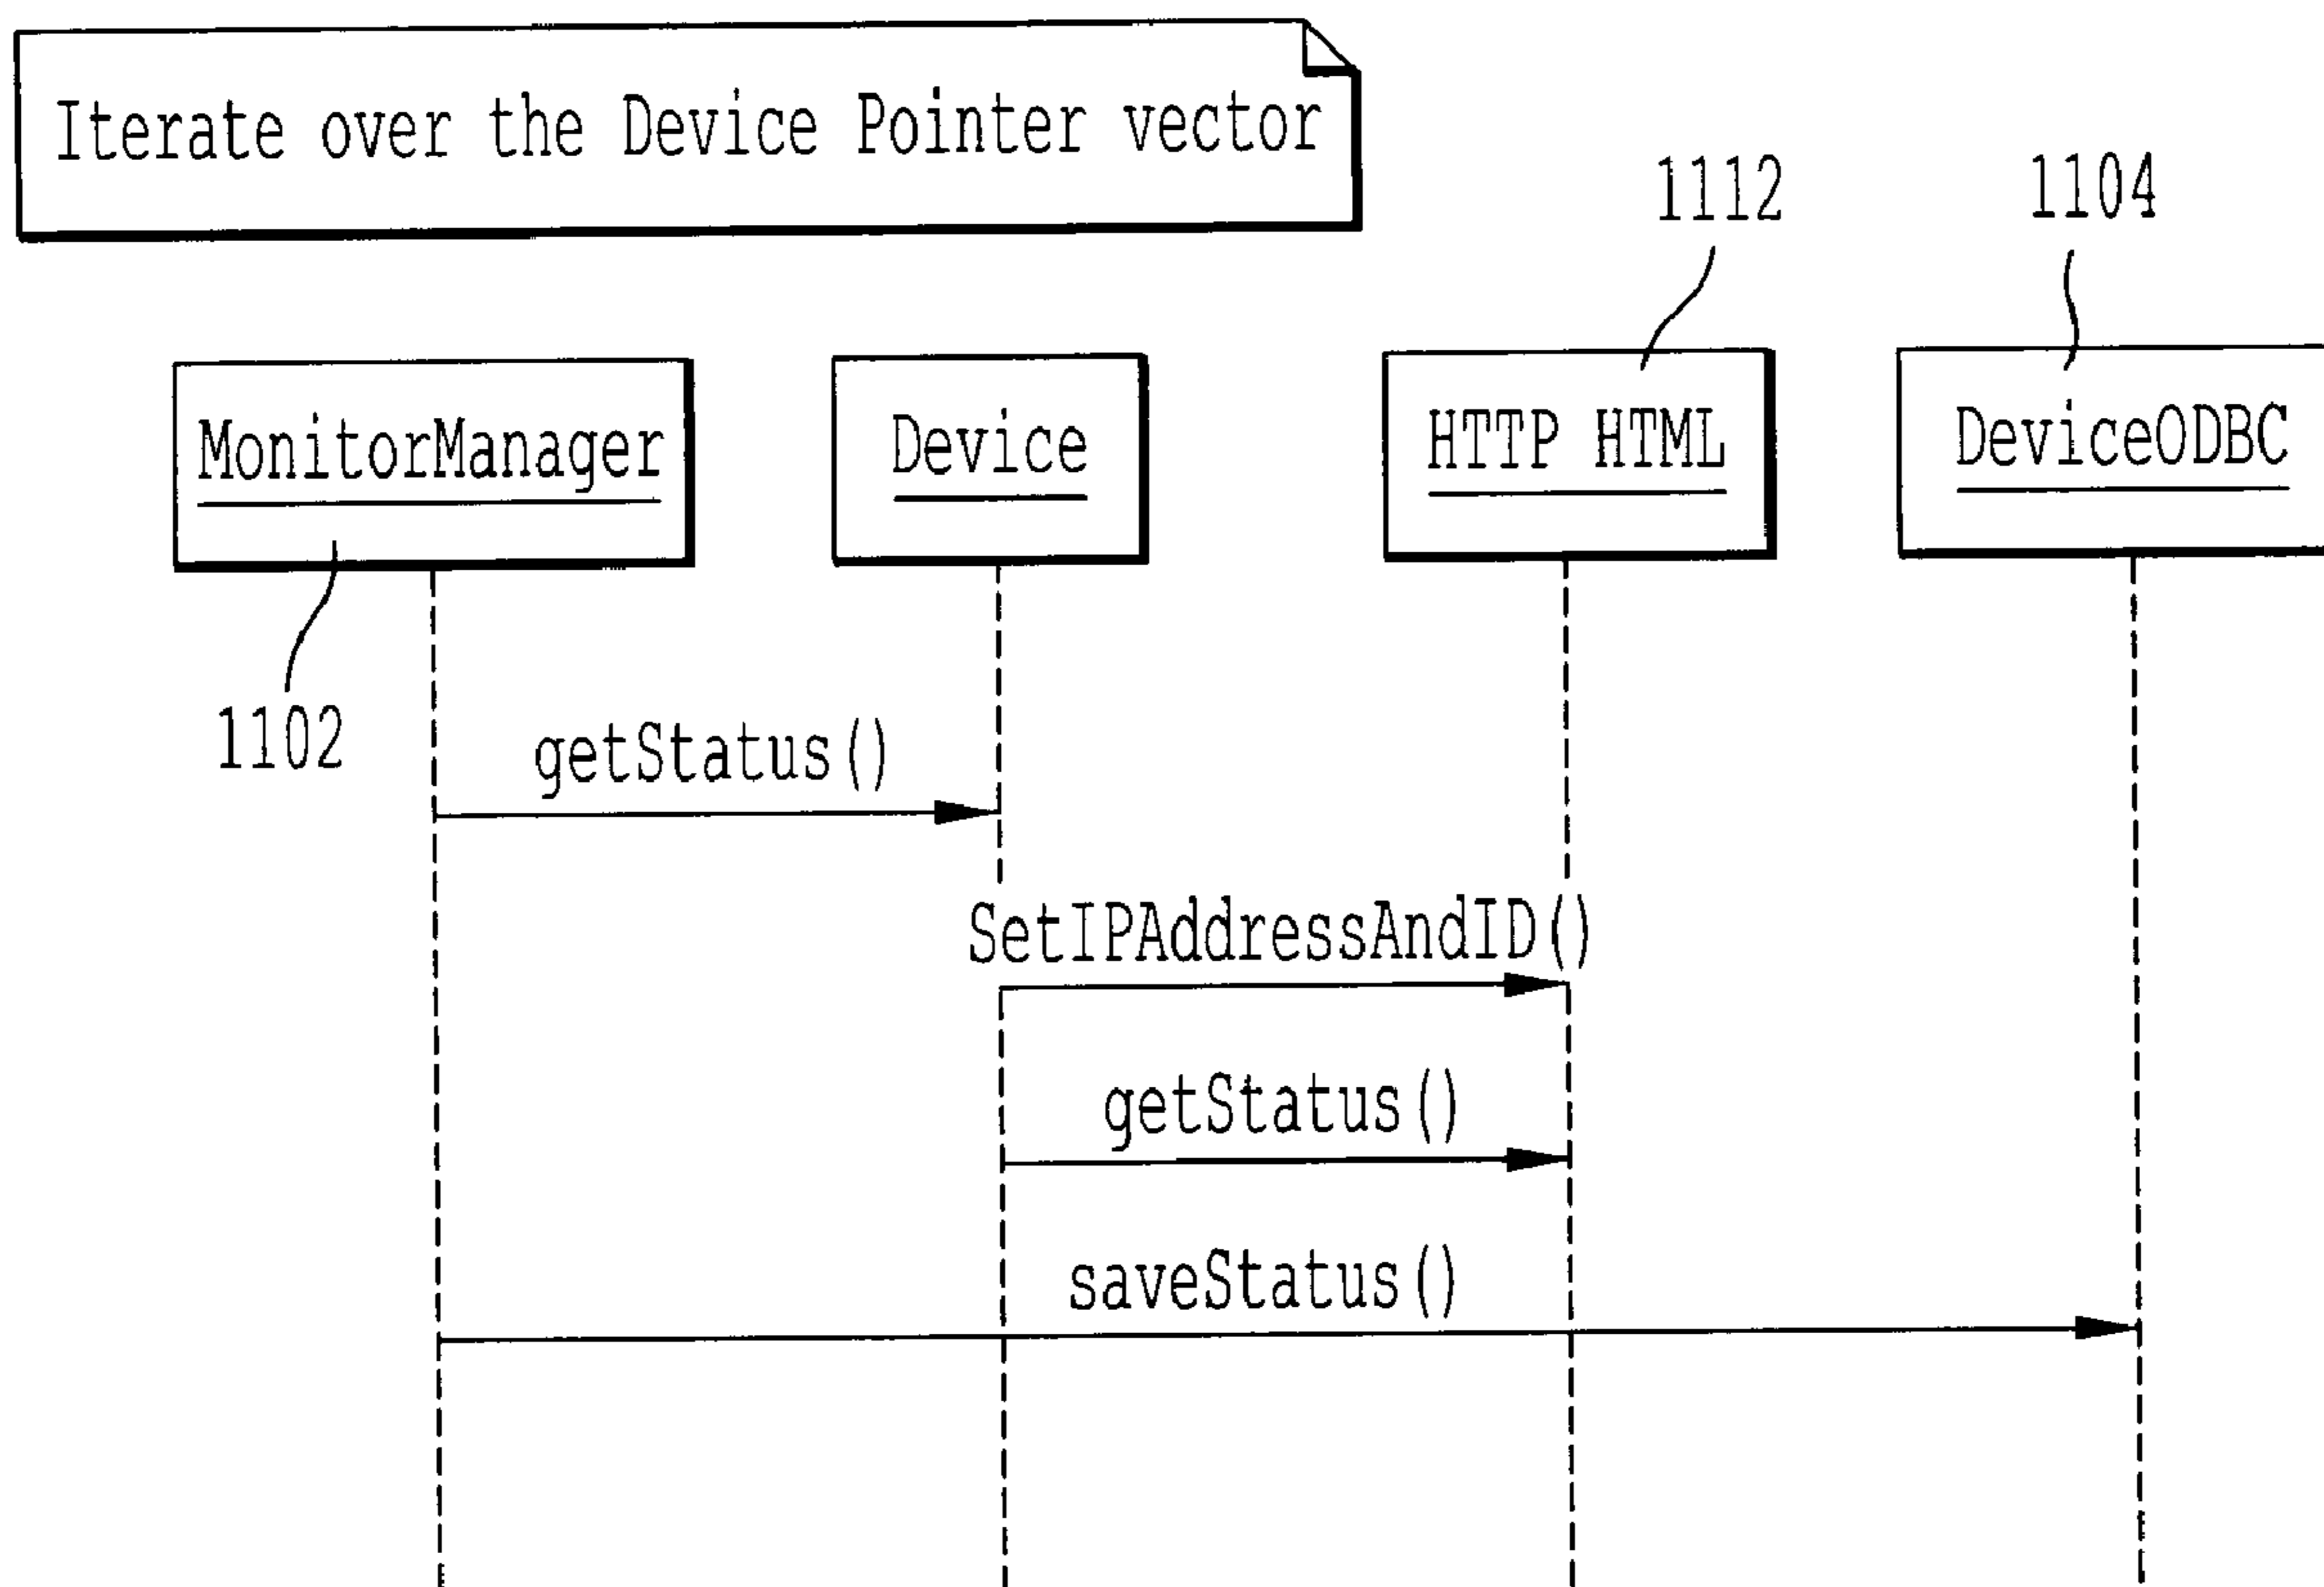 Iterate over the Device Pointer vector
1112
1104
MonitorManager
Device
HTTP HTML
DeviceODBC
1102
getStatus()
SetIPAddressAndID()
getStatus()
saveStatus()